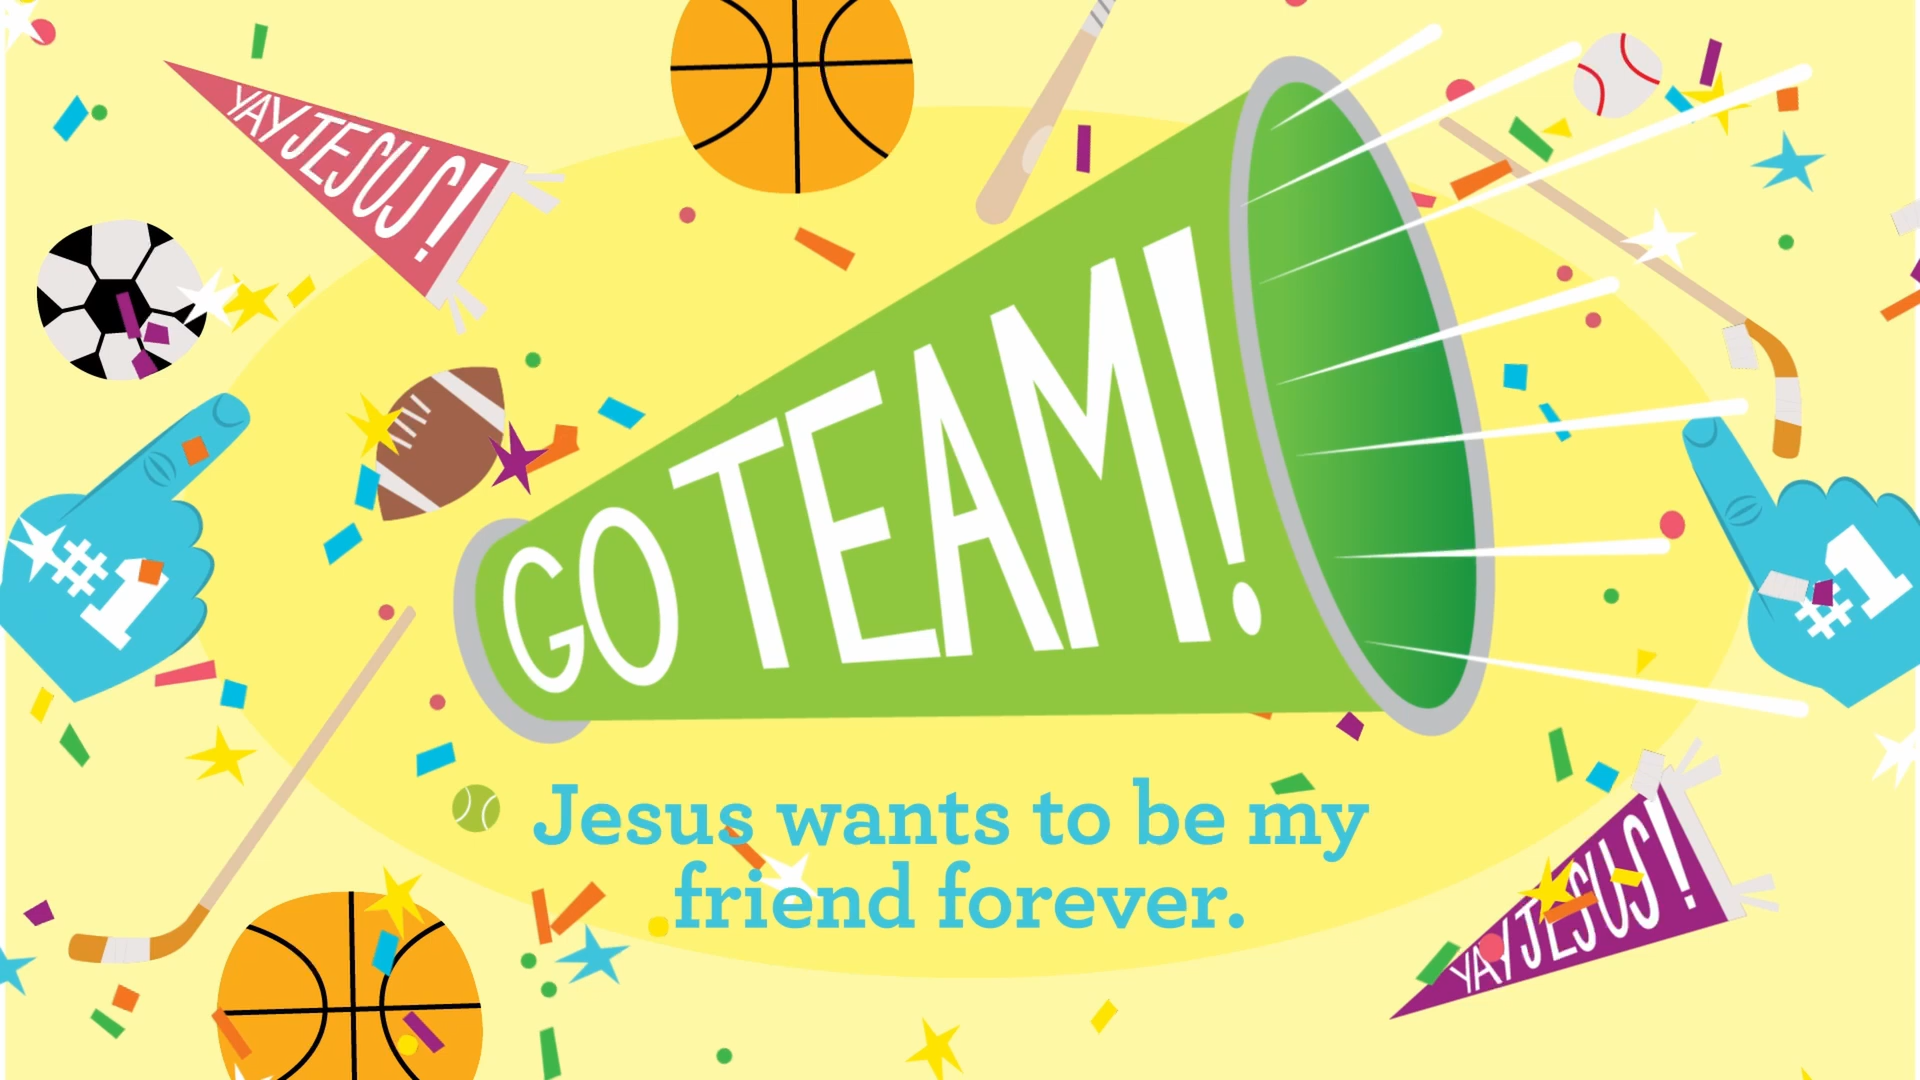 YAY JESUS!
GO TEAM!
#1
#1
Jesus wants to be my
friend forever.
YAY JESUS!